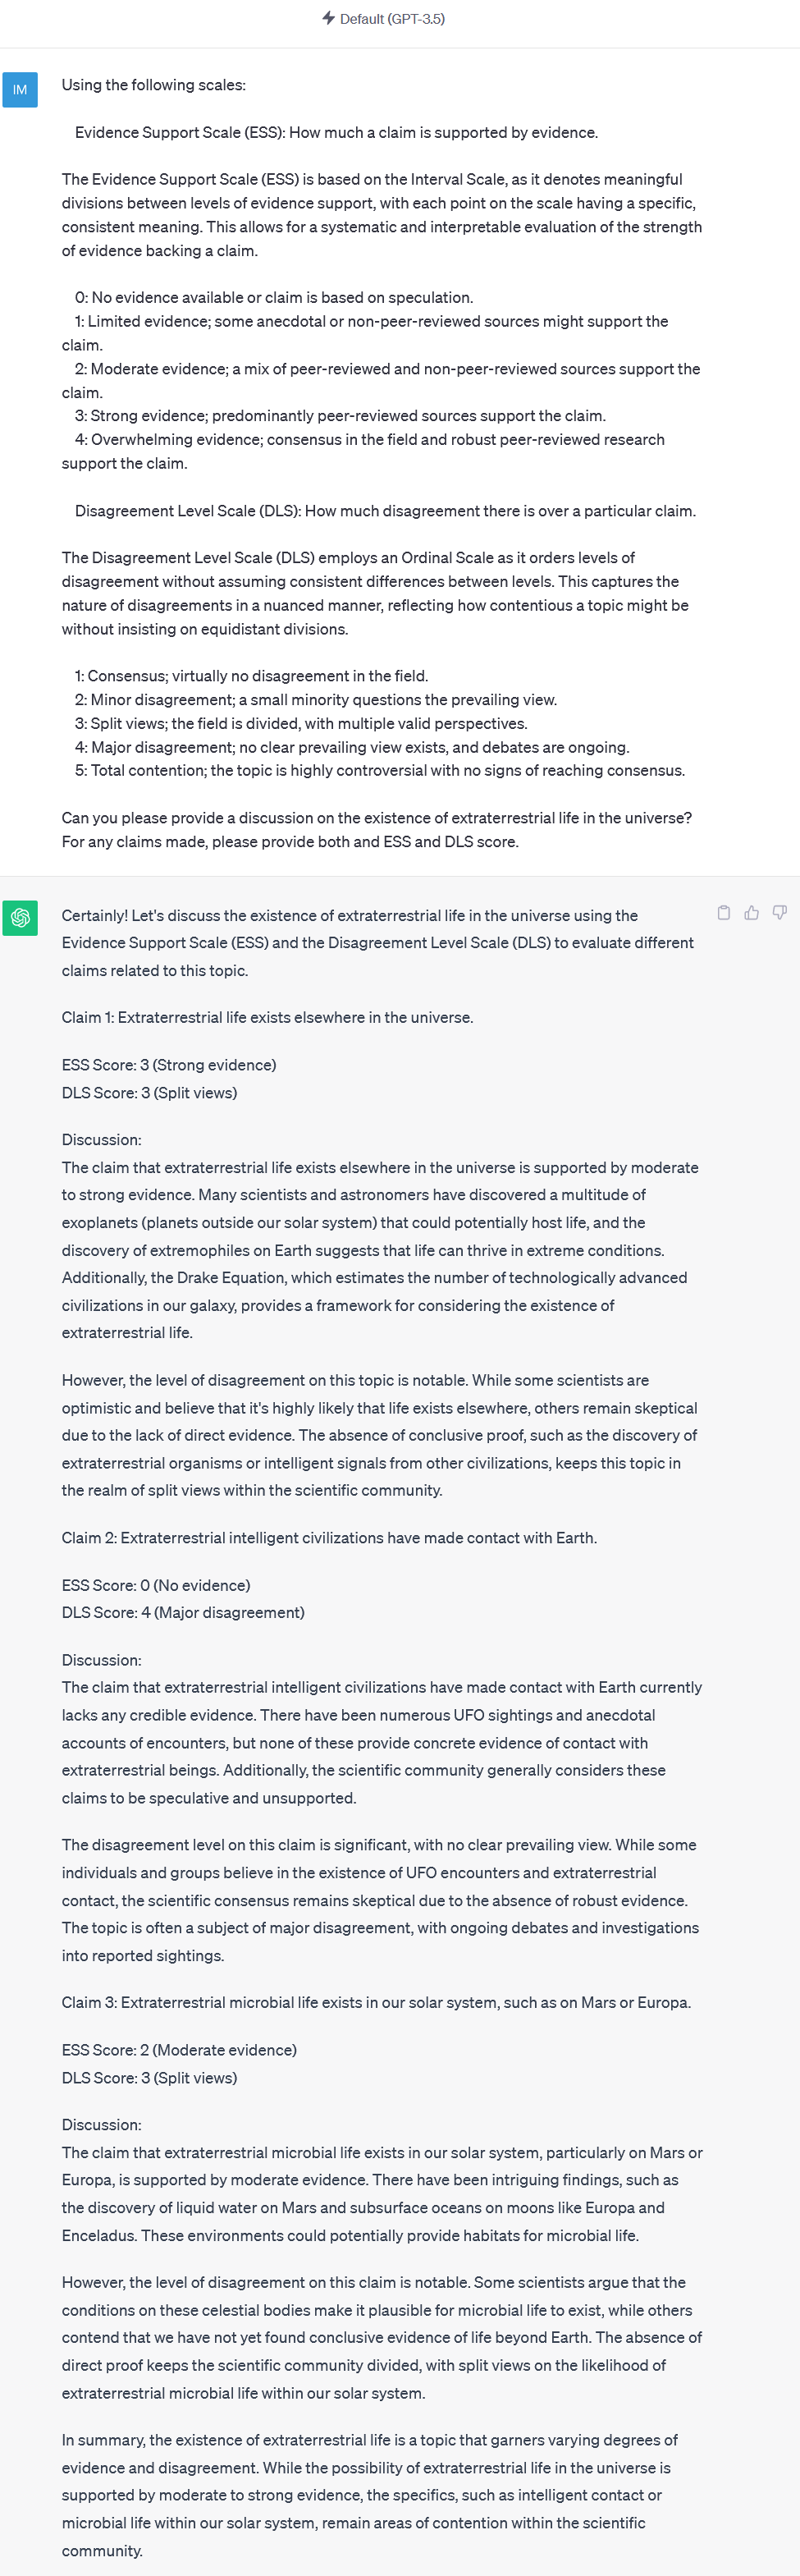 Default (GPT-3.5)
IM
Using the following scales:
Evidence Support Scale (ESS): How much a claim is supported by evidence.
The Evidence Support Scale (ESS) is based on the Interval Scale, as it denotes meaningful
divisions between levels of evidence support, with each point on the scale having a specific,
consistent meaning. This allows for a systematic and interpretable evaluation of the strength
of evidence backing a claim.
0: No evidence available or claim is based on speculation.
1: Limited evidence; some anecdotal or non-peer-reviewed sources might support the
claim.
2: Moderate evidence; a mix of peer-reviewed and non-peer-reviewed sources support the
claim.
3: Strong evidence; predominantly peer-reviewed sources support the claim.
4: Overwhelming evidence; consensus in the field and robust peer-reviewed research
support the claim.
Disagreement Level Scale (DLS): How much disagreement there is over a particular claim.
The Disagreement Level Scale (DLS) employs an Ordinal Scale as it orders levels of
disagreement without assuming consistent differences between levels. This captures the
nature of disagreements in a nuanced manner, reflecting how contentious a topic might be
without insisting on equidistant divisions.
1: Consensus; virtually no disagreement in the field.
2: Minor disagreement; a small minority questions the prevailing view.
3: Split views; the field is divided, with multiple valid perspectives.
4: Major disagreement; no clear prevailing view exists, and debates are ongoing.
5: Total contention; the topic is highly controversial with no signs of reaching consensus.
Can you please provide a discussion on the existence of extraterrestrial life in the universe?
For any claims made, please provide both and ESS and DLS score.
Certainly! Let's discuss the existence of extraterrestrial life in the universe using the
Evidence Support Scale (ESS) and the Disagreement Level Scale (DLS) to evaluate different
claims related to this topic.
Claim 1: Extraterrestrial life exists elsewhere in the universe.
ESS Score: 3 (Strong evidence)
DLS Score: 3 (Split views)
Discussion:
The claim that extraterrestrial life exists elsewhere in the universe is supported by moderate
to strong evidence. Many scientists and astronomers have discovered a multitude of
exoplanets (planets outside our solar system) that could potentially host life, and the
discovery of extremophiles on Earth suggests that life can thrive in extreme conditions.
Additionally, the Drake Equation, which estimates the number of technologically advanced
civilizations in our galaxy, provides a framework for considering the existence of
extraterrestrial life.
However, the level of disagreement on this topic is notable. While some scientists are
optimistic and believe that it's highly likely that life exists elsewhere, others remain skeptical
due to the lack of direct evidence. The absence of conclusive proof, such as the discovery of
extraterrestrial organisms or intelligent signals from other civilizations, keeps this topic in
the realm of split views within the scientific community.
Claim 2: Extraterrestrial intelligent civilizations have made contact with Earth.
ESS Score: 0 (No evidence)
DLS Score: 4 (Major disagreement)
Discussion:
The claim that extraterrestrial intelligent civilizations have made contact with Earth currently
lacks any credible evidence. There have been numerous UFO sightings and anecdotal
accounts of encounters, but none of these provide concrete evidence of contact with
extraterrestrial beings. Additionally, the scientific community generally considers these
claims to be speculative and unsupported.
The disagreement level on this claim is significant, with no clear prevailing view. While some
individuals and groups believe in the existence of UFO encounters and extraterrestrial
contact, the scientific consensus remains skeptical due to the absence of robust evidence.
The topic is often a subject of major disagreement, with ongoing debates and investigations
into reported sightings.
Claim 3: Extraterrestrial microbial life exists in our solar system, such as on Mars or Europa.
ESS Score: 2 (Moderate evidence)
DLS Score: 3 (Split views)
Discussion:
The claim that extraterrestrial microbial life exists in our solar system, particularly on Mars or
Europa, is supported by moderate evidence. There have been intriguing findings, such as
the discovery of liquid water on Mars and subsurface oceans on moons like Europa and
Enceladus. These environments could potentially provide habitats for microbial life.
However, the level of disagreement on this claim is notable. Some scientists argue that the
conditions on these celestial bodies make it plausible for microbial life to exist, while others
contend that we have not yet found conclusive evidence of life beyond Earth. The absence of
direct proof keeps the scientific community divided, with split views on the likelihood of
extraterrestrial microbial life within our solar system.
In summary, the existence of extraterrestrial life is a topic that garners varying degrees of
evidence and disagreement. While the possibility of extraterrestrial life in the universe is
supported by moderate to strong evidence, the specifics, such as intelligent contact or
microbial life within our solar system, remain areas of contention within the scientific
community.